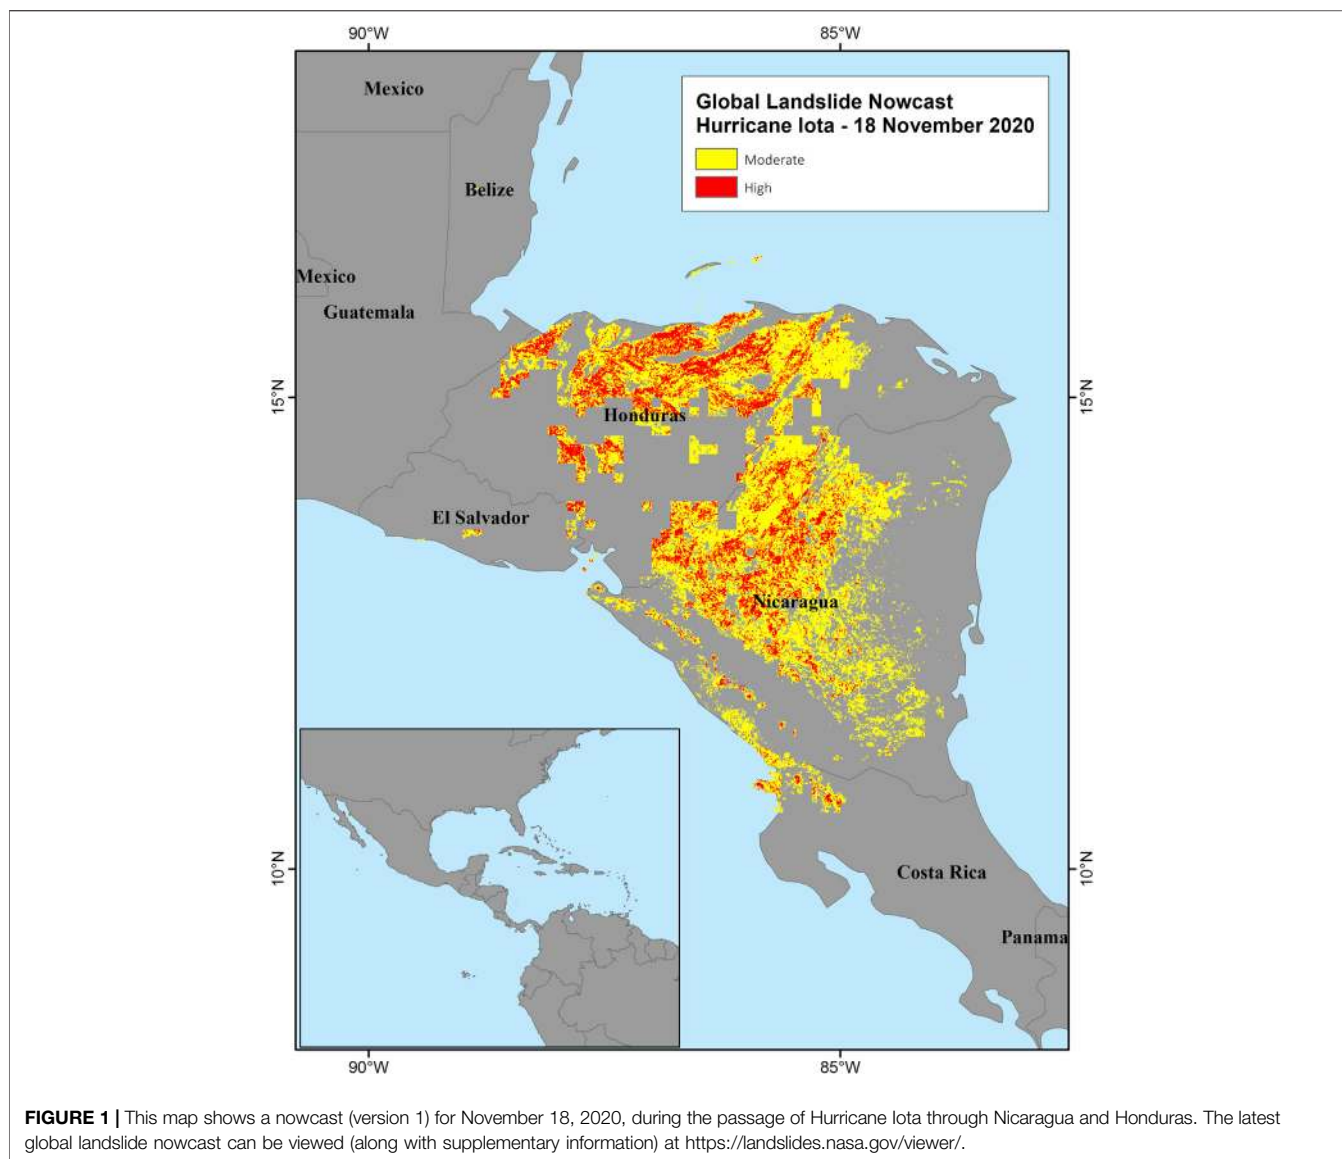 90°W
85°W
Mexico
Global Landslide Nowcast
Hurricane Iota - 18 November 2020
Moderate
High
Belize
Mexico
Guatemala
15°N
15°N
Honduras
El Salvador
Nicaragua
10°N
10°N
Costa Rica
Panama
90°W
85°W
FIGURE 1 | This map shows a nowcast (version 1) for November 18, 2020, during the passage of Hurricane Iota through Nicaragua and Honduras. The latest
global landslide nowcast can be viewed (along with supplementary information) at https://landslides.nasa.gov/viewer/.